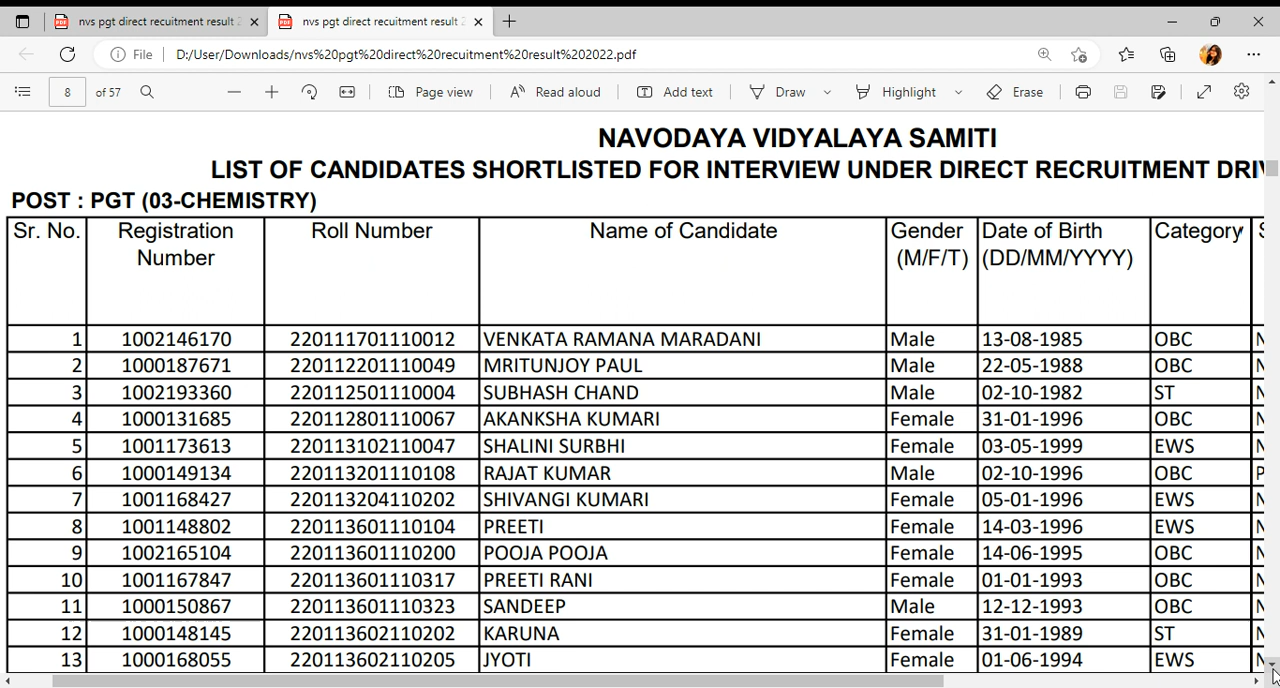 nvs pgt direct recuitment result 2
nvs pgt direct recuitment result 2
File D:/User/Downloads/nvs%20pgt%20direct%20recuitment%20result%202022.pdf
8 of 57 Page view Read aloud Add text Draw Highlight Erase
NAVODAYA VIDYALAYA SAMITI
LIST OF CANDIDATES SHORTLISTED FOR INTERVIEW UNDER DIRECT RECRUITMENT
POST : PGT (03-CHEMISTRY)
Sr. No. Registration Roll Number Name of Candidate Gender Date of Birth Category
Number (M/F/T) (DD/MM/YYYY)
1 1002146170 220111701110012 VENKATA RAMANA MARADANI Male 13-08-1985 OBC
2 1000187671 220112201110049 MRITUNJOY PAUL Male 22-05-1988 OBC
3 1002193360 220112501110004 SUBHASH CHAND Male 02-10-1982 ST
4 1000131685 220112801110067 AKANKSHA KUMARI Female 31-01-1996 OBC
5 1001173613 220113102110047 SHALINI SURBHI Female 03-05-1999 EWS
6 1000149134 220113201110108 RAJAT KUMAR Male 02-10-1996 OBC
7 1001168427 220113204110202 SHIVANGI KUMARI Female 05-01-1996 EWS
8 1001148802 220113601110104 PREETI Female 14-03-1996 EWS
9 1002165104 220113601110200 POOJA POOJA Female 14-06-1995 OBC
10 1001167847 220113601110317 PREETI RANI Female 01-01-1993 OBC
11 1000150867 220113601110323 SANDEEP Male 12-12-1993 OBC
12 1000148145 220113602110202 KARUNA Female 31-01-1989 ST
13 1000168055 220113602110205 JYOTI Female 01-06-1994 EWS